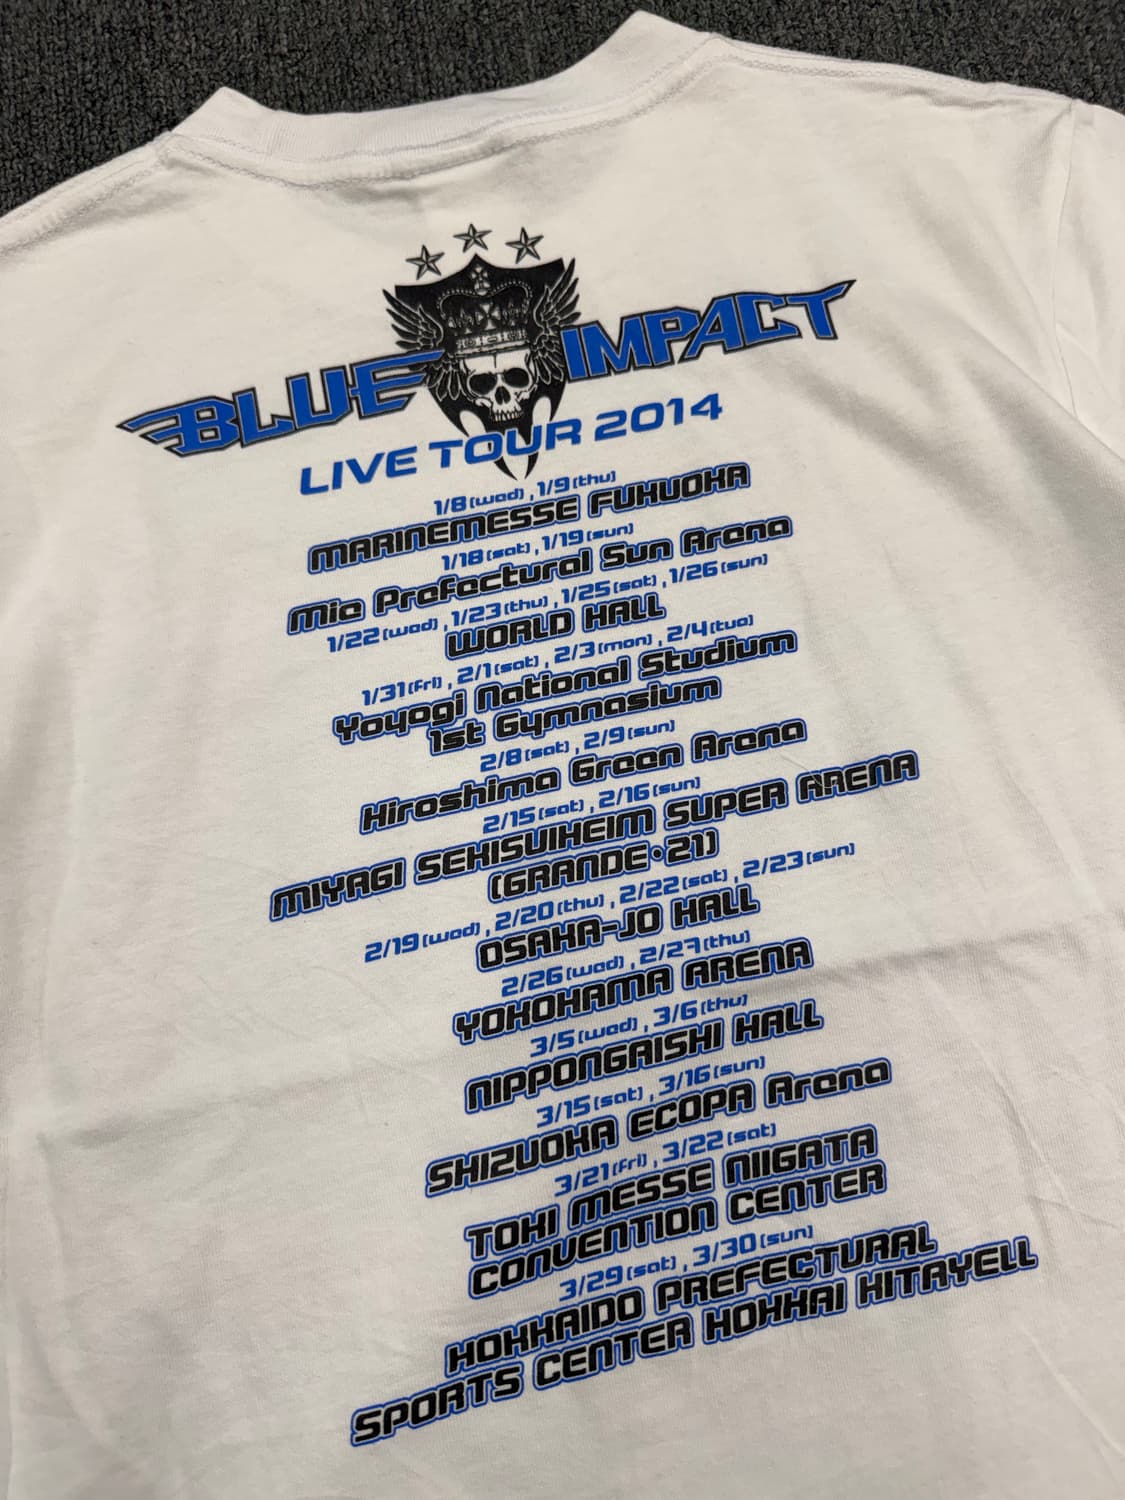 BLUE IMPACT
LIVE TOUR 2014
1/8(wed), 1/9(thu)
MARINEMESSE FUKUOKA
1/18(sat), 1/19(sun)
Mie Prefectural Sun Arena
1/22(wed), 1/23(thu), 1/25(sat), 1/26(sun)
WORLD HALL
1/31(fri), 2/1(sat), 2/3(mon), 2/4(tue)
Yoyogi National Studium
1st Gymnasium
2/8(sat), 2/9(sun)
Hiroshima Green Arena
2/15(sat), 2/16(sun)
MIYAGI SEKISUIHEIM SUPER ARENA
(GRANDE・21)
2/19(wed), 2/20(thu), 2/22(sat), 2/23(sun)
OSAKA-JO HALL
2/26(wed), 2/27(thu)
YOKOHAMA ARENA
3/5(wed), 3/6(thu)
NIPPONGAISHI HALL
3/15(sat), 3/16(sun)
SHIZUOKA ECOPA Arena
3/21(fri), 3/22(sat)
TOKI MESSE NIIGATA
CONVENTION CENTER
3/29(sat), 3/30(sun)
HOKKAIDO PREFECTURAL
SPORTS CENTER HOKKAI KITAYELL